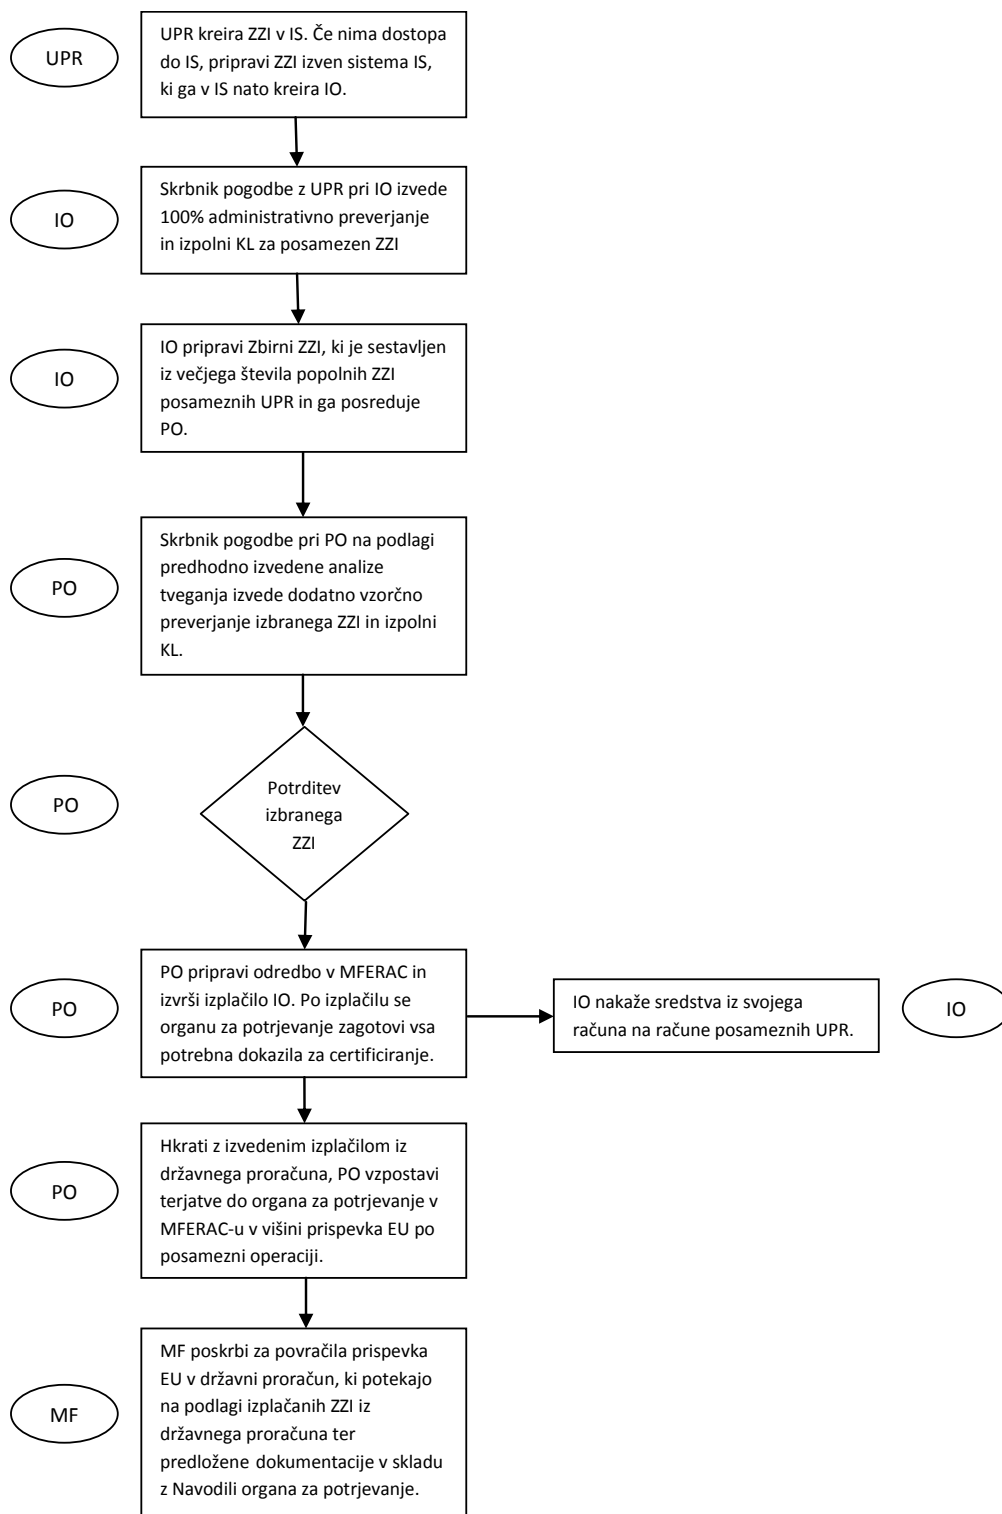 UPR
UPR kreira ZZI v IS. Če nima dostopa
do IS, pripravi ZZI izven sistema IS,
ki ga v IS nato kreira IO.
IO
Skrbnik pogodbe z UPR pri IO izvede
100% administrativno preverjanje
in izpolni KL za posamezen ZZI
IO
IO pripravi Zbirni ZZI, ki je sestavljen
iz večjega števila popolnih ZZI
posameznih UPR in ga posreduje
PO.
PO
Skrbnik pogodbe pri PO na podlagi
predhodno izvedene analize
tveganja izvede dodatno vzorčno
preverjanje izbranega ZZI in izpolni
KL.
PO
Potrditev
izbranega
ZZI
PO
PO pripravi odredbo v MFERAC in
izvrši izplačilo IO. Po izplačilu se
organu za potrjevanje zagotovi vsa
potrebna dokazila za certificiranje.
IO nakaže sredstva iz svojega
računa na račune posameznih UPR.
IO
PO
Hkrati z izvedenim izplačilom iz
državnega proračuna, PO vzpostavi
terjatve do organa za potrjevanje v
MFERAC-u v višini prispevka EU po
posamezni operaciji.
MF
MF poskrbi za povračila prispevka
EU v državni proračun, ki potekajo
na podlagi izplačanih ZZI iz
državnega proračuna ter
predložene dokumentacije v skladu
z Navodili organa za potrjevanje.